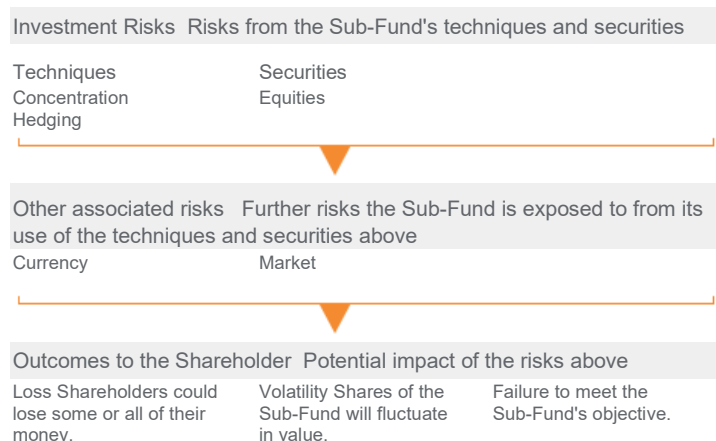 Investment Risks Risks from the Sub-Fund's techniques and securities
Techniques
Concentration
Hedging
Securities
Equities
Other associated risks Further risks the Sub-Fund is exposed to from its
use of the techniques and securities above
Currency
Market
Outcomes to the Shareholder Potential impact of the risks above
Loss Shareholders could
lose some or all of their
money.
Volatility Shares of the
Sub-Fund will fluctuate
in value.
Failure to meet the
Sub-Fund's objective.